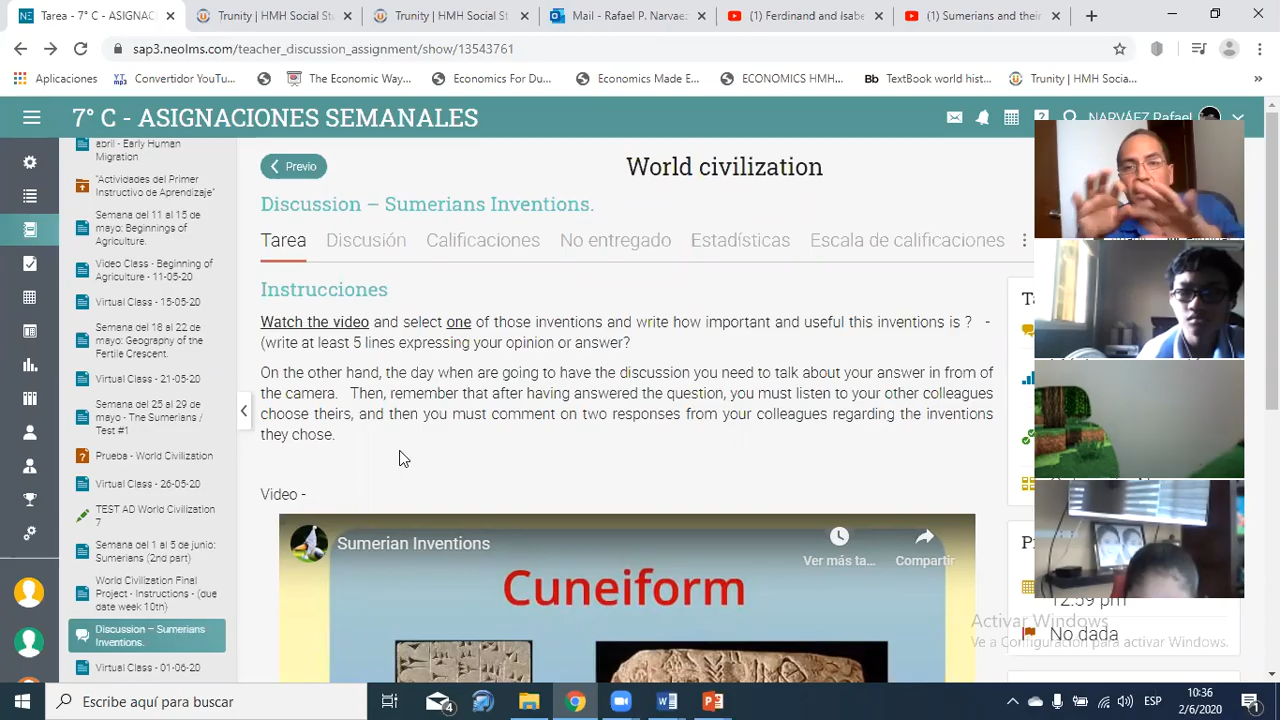 Tarea - 7° C - ASIGNAC
Trunity | HMH Social St
Trunity | HMH Social St
Mail - Rafael P. Narvaez
(1) Ferdinand and Isabe
(1) Sumerians and their
sap3.neolms.com/teacher_discussion_assignment/show/13543761
Aplicaciones
Convertidor YouTu...
The Economic Way...
Economics For Du...
Economics Made E...
ECONOMICS HMH...
Bb TextBook world hist...
Trunity | HMH Socia...
»
7° C - ASIGNACIONES SEMANALES
NARVÁEZ Rafael
abril - Early Human
Migration
"Actividades del Primer
Instructivo de Aprendizaje"
Semana del 11 al 15 de
mayo: Beginnings of
Agriculture.
Video Class - Beginning of
Agriculture - 11-05-20
Virtual Class - 15-05-20
Semana del 18 al 22 de
mayo: Geography of the
Fertile Crescent.
Virtual Class - 21-05-20
Semana del 25 al 29 de
mayo - The Sumerians /
Test #1
Prueba - World Civilization
Virtual Class - 26-05-20
TEST AD World Civilization
7
Semana del 1 al 5 de junio:
Sumerians (2nd part)
World Civilization Final
Project - Instructions - (due
date week 10th)
Discussion – Sumerians
Inventions.
Virtual Class - 01-06-20
Previo
World civilization
Discussion – Sumerians Inventions.
Tarea Discusión Calificaciones No entregado Estadísticas Escala de calificaciones
Instrucciones
Watch the video and select one of those inventions and write how important and useful this inventions is ? -
(write at least 5 lines expressing your opinion or answer?
On the other hand, the day when are going to have the discussion you need to talk about your answer in from of
the camera. Then, remember that after having answered the question, you must listen to your other colleagues
choose theirs, and then you must comment on two responses from your colleagues regarding the inventions
they chose.
Video -
Sumerian Inventions
Ver más ta...
Compartir
Cuneiform
12:59 pm
No dada
Activar Windows
Ve a Configuración para activar Windows.
Escribe aquí para buscar
4
ESP
10:36
2/6/2020
1